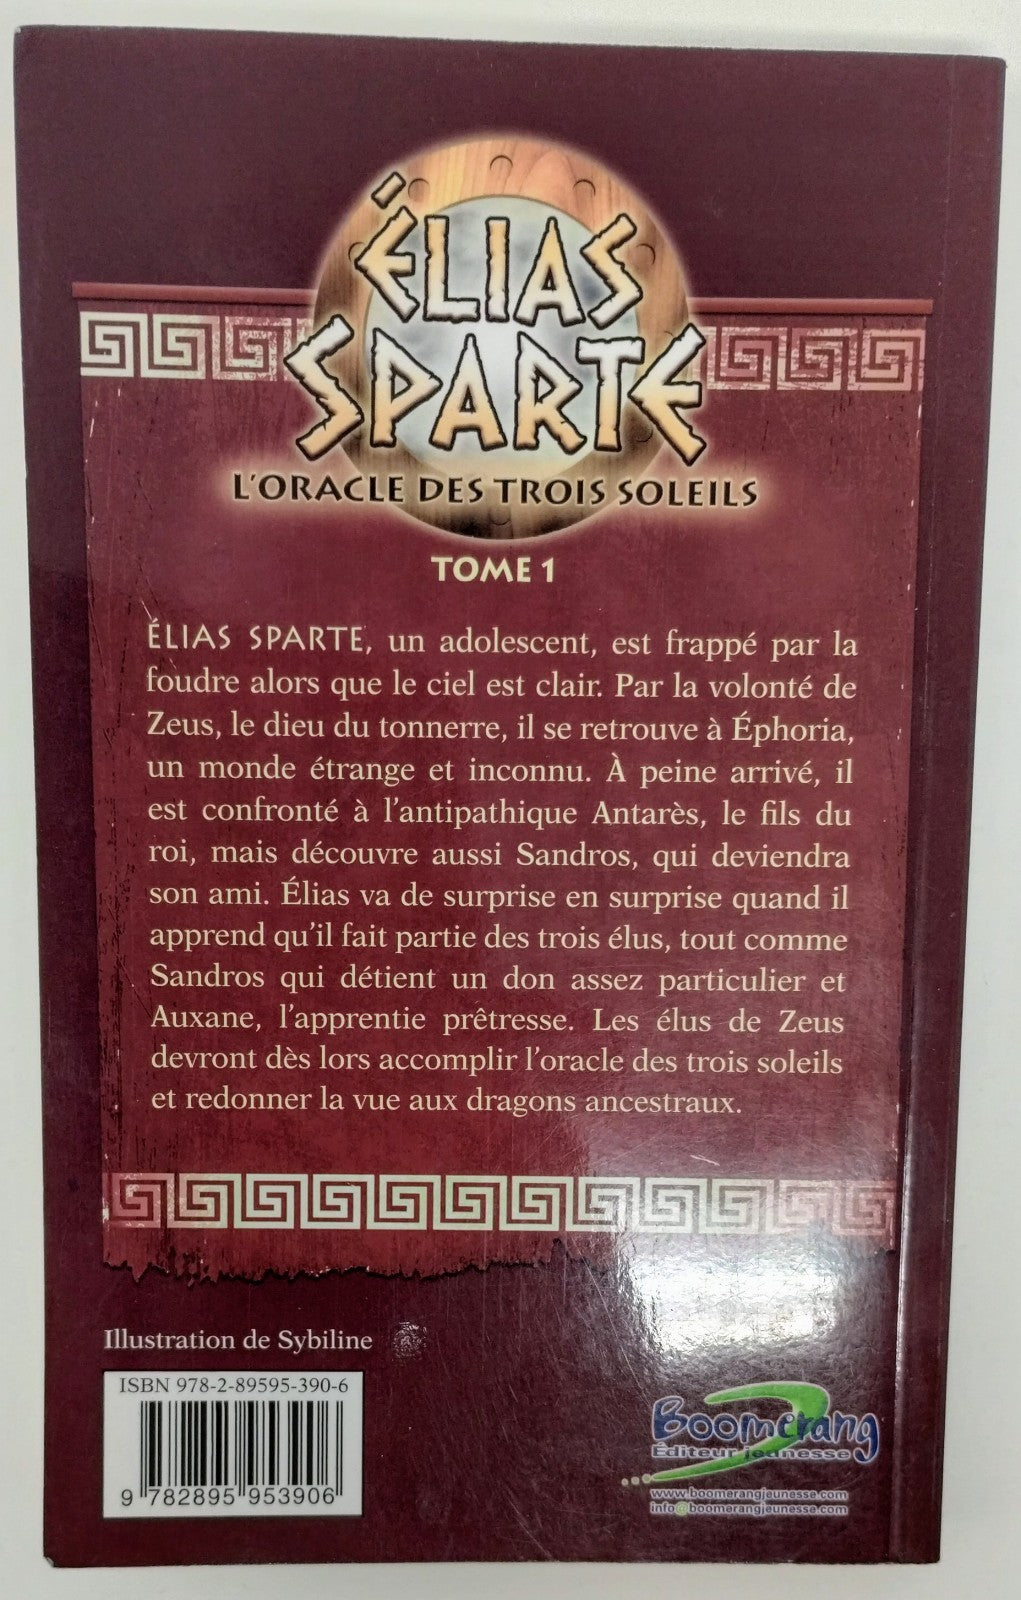 ÉLIAS
SPARTE
L'ORACLE DES TROIS SOLEILS
TOME 1
ÉLIAS SPARTE, un adolescent, est frappé par la
foudre alors que le ciel est clair. Par la volonté de
Zeus, le dieu du tonnerre, il se retrouve à Éphoria,
un monde étrange et inconnu. À peine arrivé, il
est confronté à l'antipathique Antarès, le fils du
roi, mais découvre aussi Sandros, qui deviendra
son ami. Élias va de surprise en surprise quand il
apprend qu'il fait partie des trois élus, tout comme
Sandros qui détient un don assez particulier et
Auxane, l'apprentie prêtresse. Les élus de Zeus
devront dès lors accomplir l'oracle des trois soleils
et redonner la vue aux dragons ancestraux.
Illustration de Sybiline
ISBN 978-2-89595-390-6
9 782895 953906
Boomerang
Éditeur jeunesse
www.boomerangjeunesse.com
info@boomerangjeunesse.com